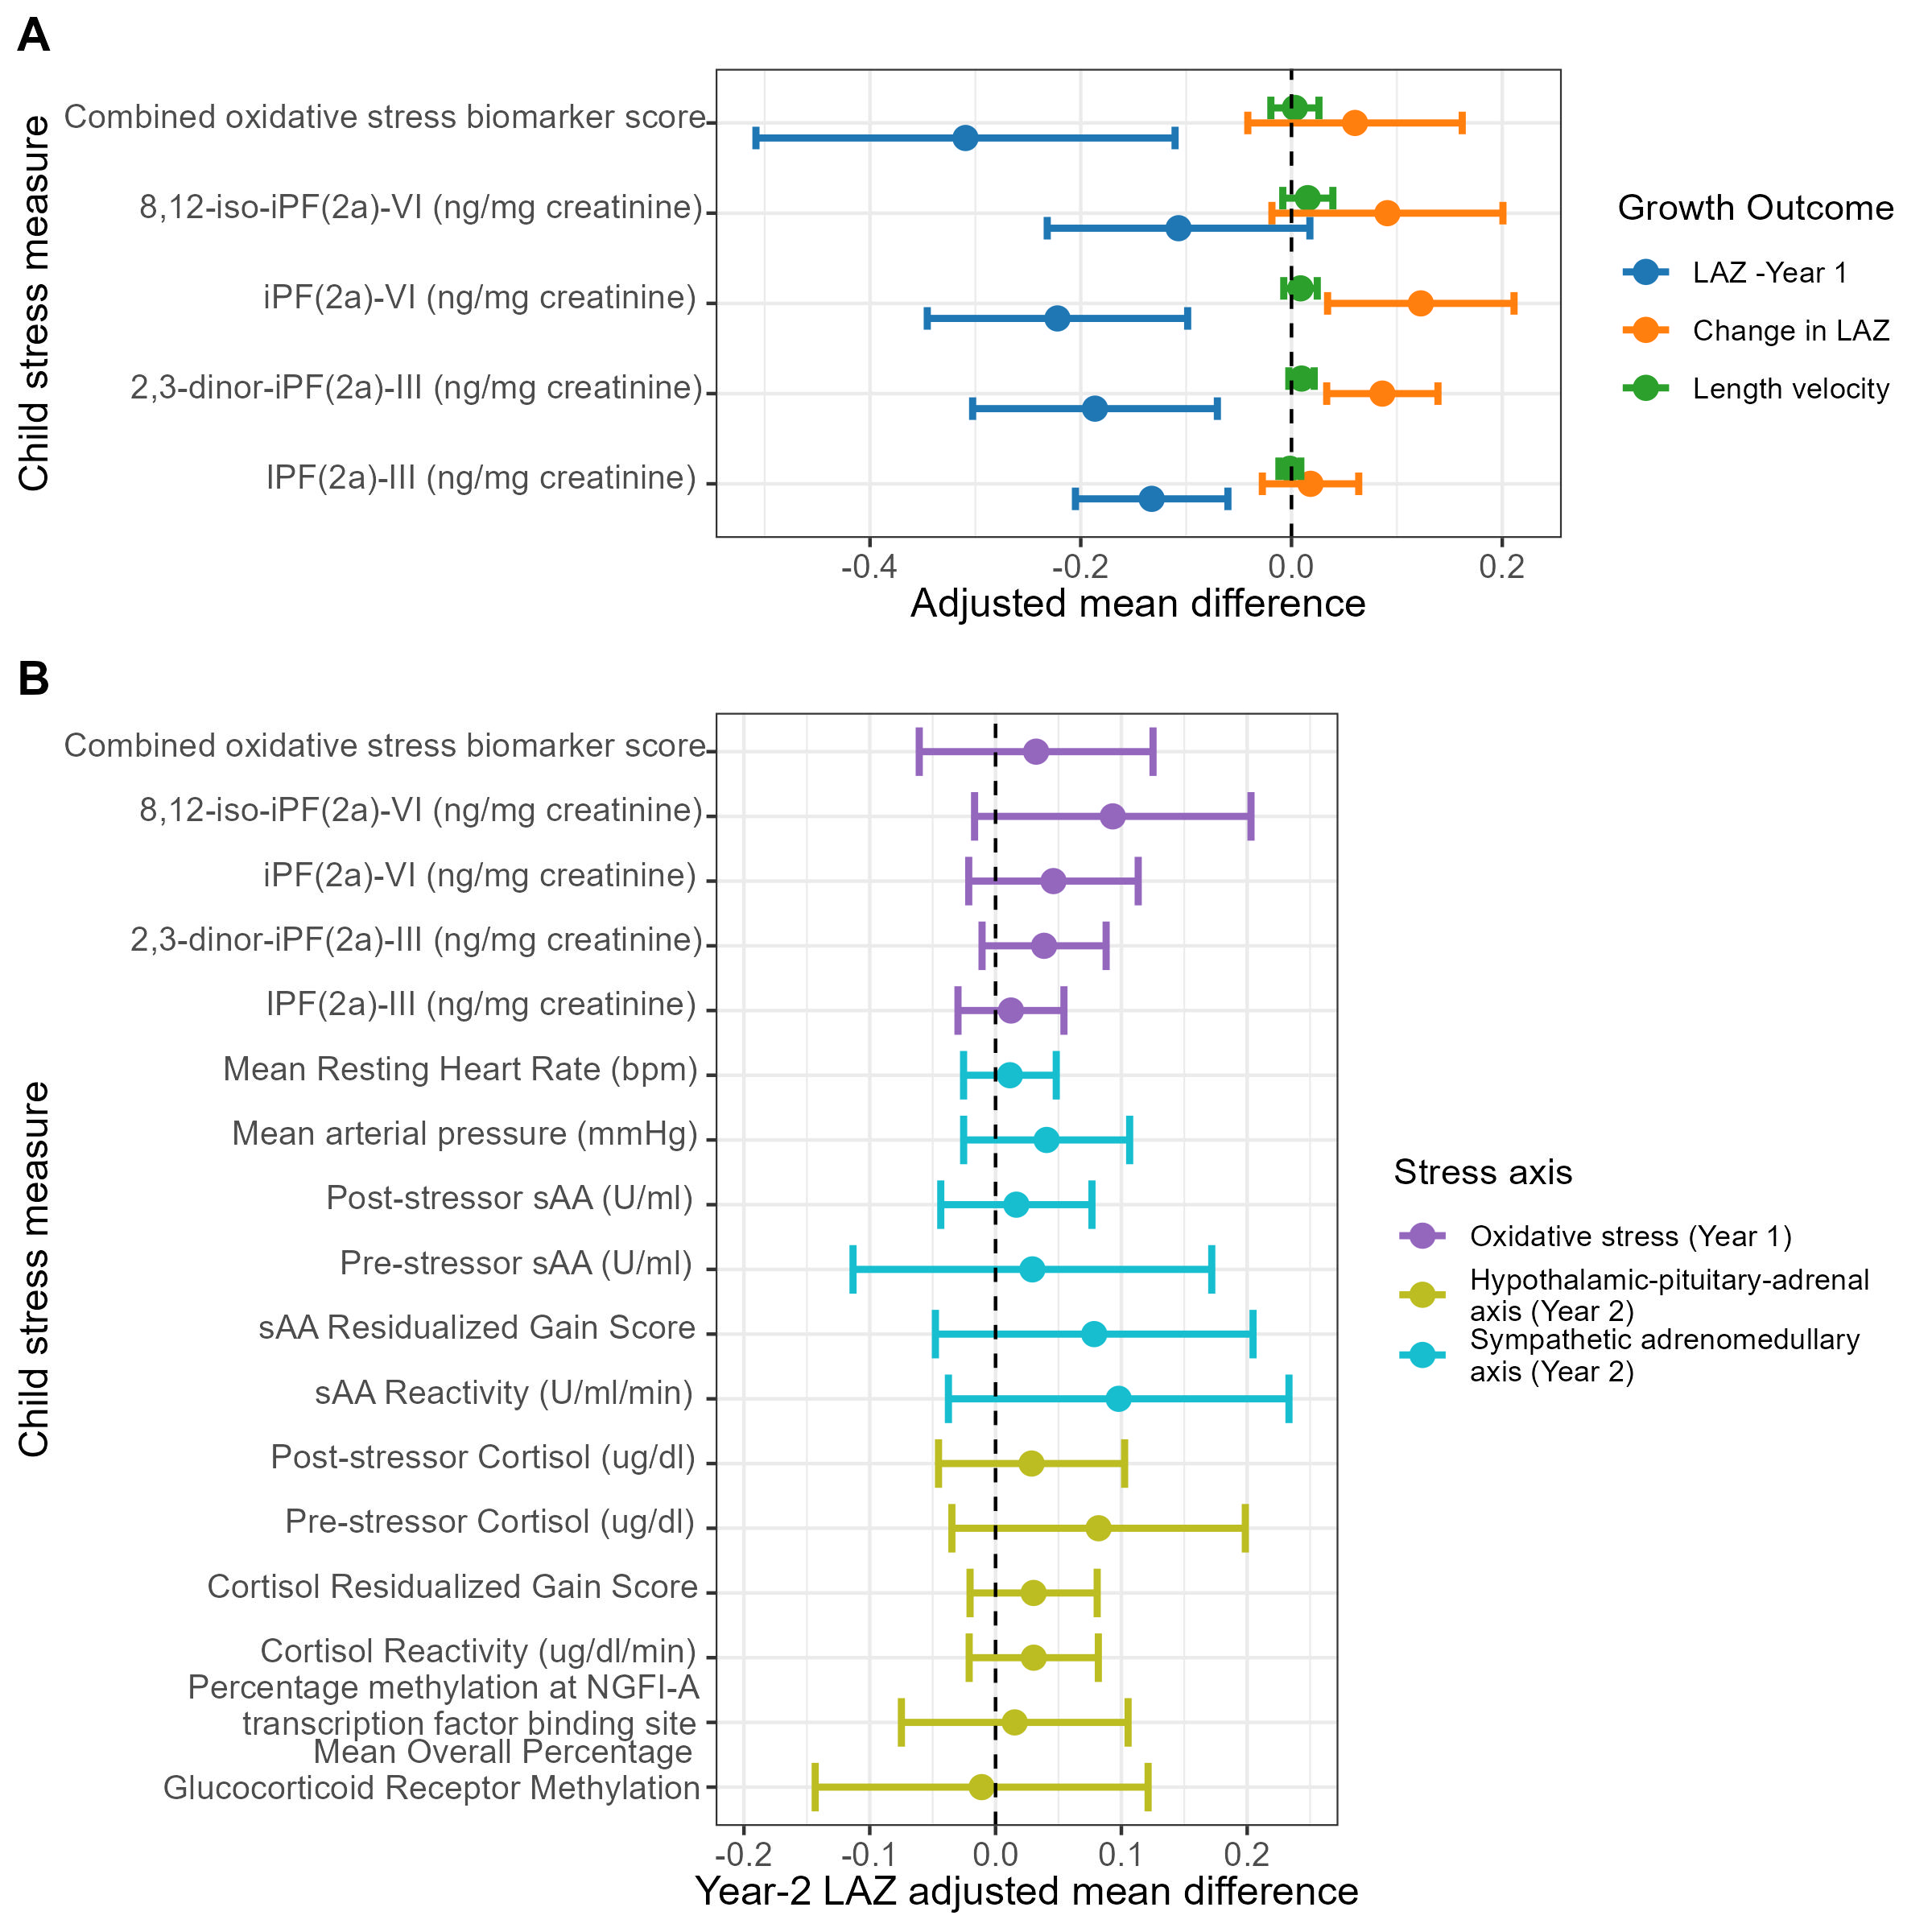 A
Child stress measure
Combined oxidative stress biomarker score
8,12-iso-iPF(2a)-VI (ng/mg creatinine)
iPF(2a)-VI (ng/mg creatinine)
2,3-dinor-iPF(2a)-III (ng/mg creatinine)
IPF(2a)-III (ng/mg creatinine)
-0.4
-0.2
0.0
0.2
Adjusted mean difference
Growth Outcome
LAZ -Year 1
Change in LAZ
Length velocity
B
Child stress measure
Combined oxidative stress biomarker score
8,12-iso-iPF(2a)-VI (ng/mg creatinine)
iPF(2a)-VI (ng/mg creatinine)
2,3-dinor-iPF(2a)-III (ng/mg creatinine)
IPF(2a)-III (ng/mg creatinine)
Mean Resting Heart Rate (bpm)
Mean arterial pressure (mmHg)
Post-stressor sAA (U/ml)
Pre-stressor sAA (U/ml)
sAA Residualized Gain Score
sAA Reactivity (U/ml/min)
Post-stressor Cortisol (ug/dl)
Pre-stressor Cortisol (ug/dl)
Cortisol Residualized Gain Score
Cortisol Reactivity (ug/dl/min)
Percentage methylation at NGFI-A
transcription factor binding site
Mean Overall Percentage
Glucocorticoid Receptor Methylation
-0.2
-0.1
0.0
0.1
0.2
Year-2 LAZ adjusted mean difference
Stress axis
Oxidative stress (Year 1)
Hypothalamic-pituitary-adrenal
axis (Year 2)
Sympathetic adrenomedullary
axis (Year 2)